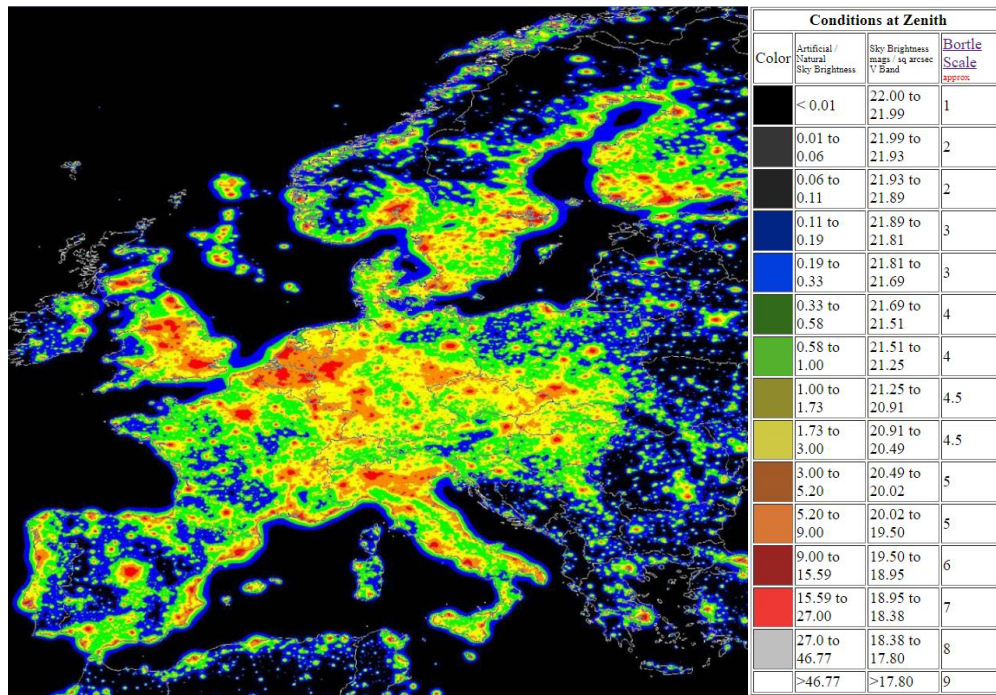 Conditions at Zenith
Color
Artificial /
Natural
Sky Brightness
Sky Brightness
mags / sq arcsec
V Band
Bortle
Scale
approx
< 0.01
22.00 to
21.99
1
0.01 to
0.06
21.99 to
21.93
2
0.06 to
0.11
21.93 to
21.89
2
0.11 to
0.19
21.89 to
21.81
3
0.19 to
0.33
21.81 to
21.69
3
0.33 to
0.58
21.69 to
21.51
4
0.58 to
1.00
21.51 to
21.25
4
1.00 to
1.73
21.25 to
20.91
4.5
1.73 to
3.00
20.91 to
20.49
4.5
3.00 to
5.20
20.49 to
20.02
5
5.20 to
9.00
20.02 to
19.50
5
9.00 to
15.59
19.50 to
18.95
6
15.59 to
27.00
18.95 to
18.38
7
27.0 to
46.77
18.38 to
17.80
8
>46.77
>17.80
9